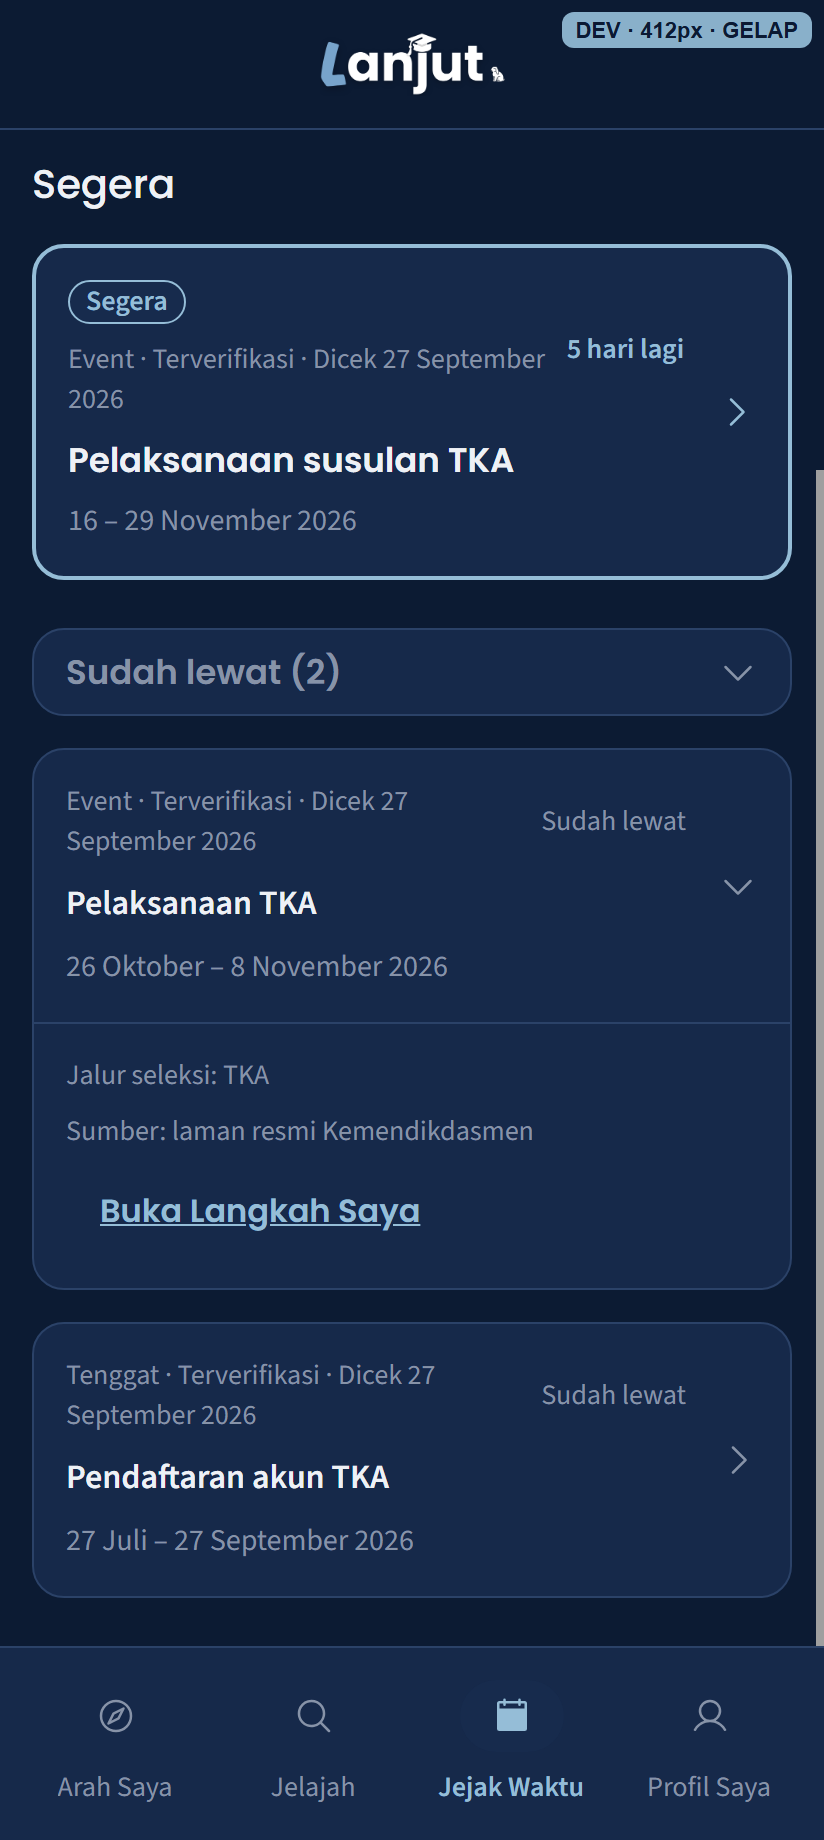 DEV · 412px · GELAP
Lanjut
Segera
Segera
Event · Terverifikasi · Dicek 27 September
2026
5 hari lagi
Pelaksanaan susulan TKA
16 – 29 November 2026
Sudah lewat (2)
Event · Terverifikasi · Dicek 27
September 2026
Sudah lewat
Pelaksanaan TKA
26 Oktober – 8 November 2026
Jalur seleksi: TKA
Sumber: laman resmi Kemendikdasmen
Buka Langkah Saya
Tenggat · Terverifikasi · Dicek 27
September 2026
Sudah lewat
Pendaftaran akun TKA
27 Juli – 27 September 2026
Arah Saya
Jelajah
Jejak Waktu
Profil Saya